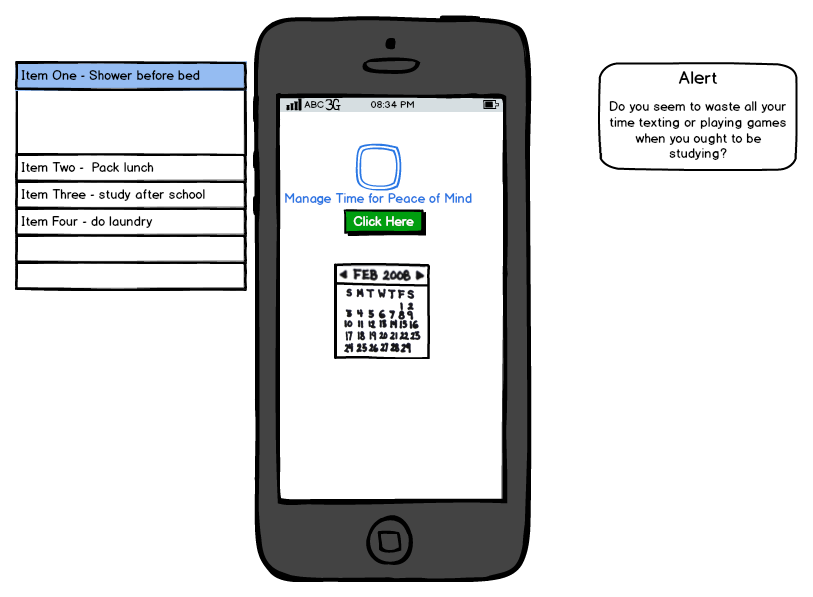 Item One - Shower before bed
Item Two - Pack lunch
Item Three - study after school
Item Four - do laundry
ABC 3G 08:34 PM
Manage Time for Peace of Mind
Click Here
FEB 2008
S M T W T F S
1 2
3 4 5 6 7 8 9
10 11 12 13 14 15 16
17 18 19 20 21 22 23
24 25 26 27 28 29
Alert
Do you seem to waste all your
time texting or playing games
when you ought to be
studying?